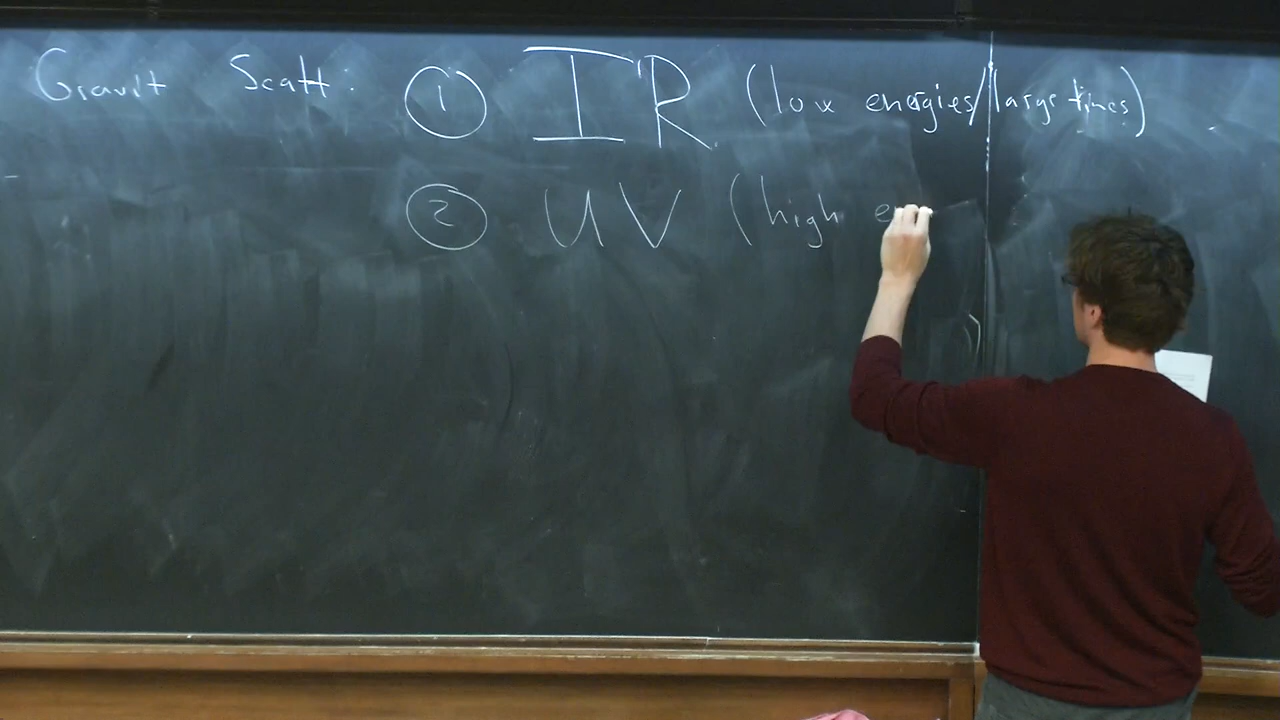 Gravit Scatt: ① IR (low energies/large times)
② UV (high e